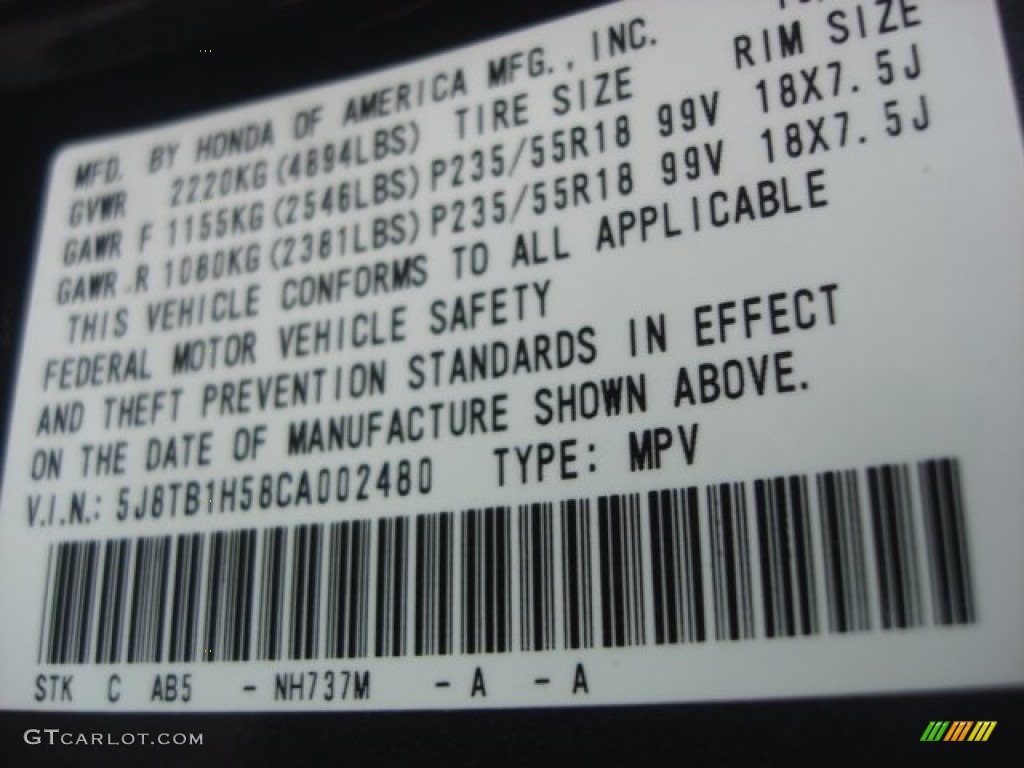 MFD. BY HONDA OF AMERICA MFG., INC.
GVWR 2220KG (4894LBS) TIRE SIZE RIM SIZE
GAWR F 1155KG (2546LBS) P235/55R18 99V 18X7.5J
GAWR R 1080KG (2381LBS) P235/55R18 99V 18X7.5J
THIS VEHICLE CONFORMS TO ALL APPLICABLE
FEDERAL MOTOR VEHICLE SAFETY
AND THEFT PREVENTION STANDARDS IN EFFECT
ON THE DATE OF MANUFACTURE SHOWN ABOVE.
V.I.N.: 5J8TB1H58CA002480 TYPE: MPV
STK C AB5 - NH737M - A - A
GTCARLOT.COM